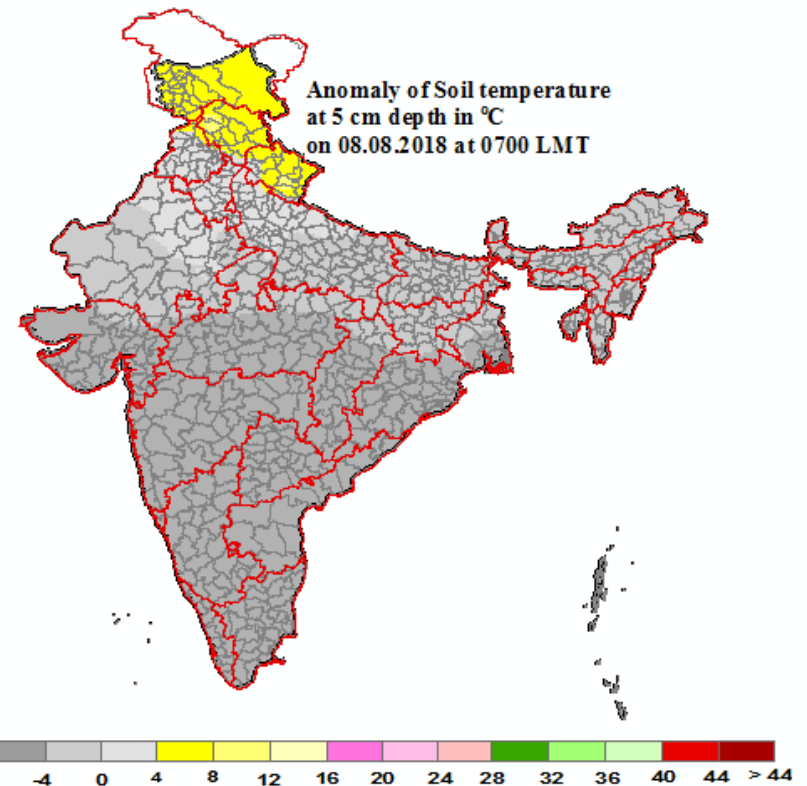 Anomaly of Soil temperature
at 5 cm depth in ⁰C
on 08.08.2018 at 0700 LMT
-4 0 4 8 12 16 20 24 28 32 36 40 44 > 44